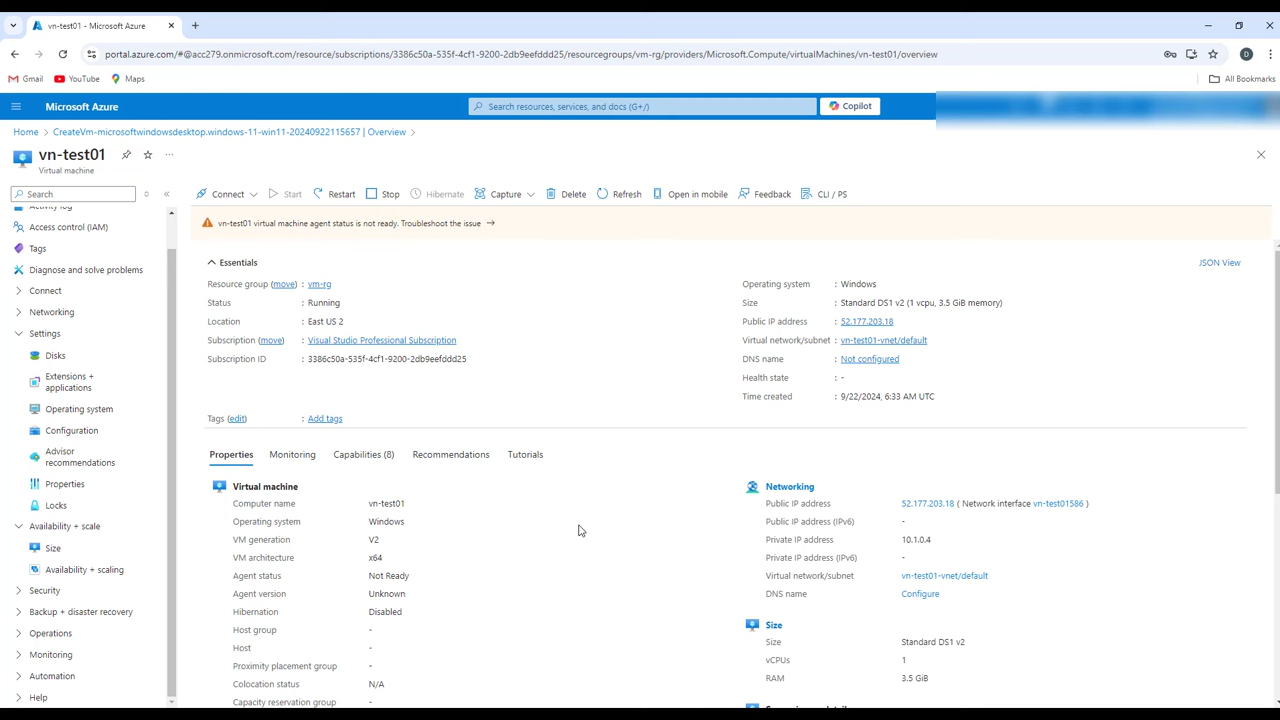 vn-test01 - Microsoft Azure
portal.azure.com/#@acc279.onmicrosoft.com/resource/subscriptions/3386c50a-535f-4cf1-9200-2db9eefddd25/resourcegroups/vm-rg/providers/Microsoft.Compute/virtualMachines/vn-test01/overview
D
Gmail YouTube Maps All Bookmarks
Microsoft Azure Search resources, services, and docs (G+/) Copilot
Home > CreateVm-microsoftwindowsdesktop.windows-11-win11-20240922115657 | Overview >
vn-test01
Virtual machine
Search
Activity log
Access control (IAM)
Tags
Diagnose and solve problems
Connect
Networking
Settings
Disks
Extensions +
applications
Operating system
Configuration
Advisor
recommendations
Properties
Locks
Availability + scale
Size
Availability + scaling
Security
Backup + disaster recovery
Operations
Monitoring
Automation
Help
Connect Start Restart Stop Hibernate Capture Delete Refresh Open in mobile Feedback CLI / PS
vn-test01 virtual machine agent status is not ready. Troubleshoot the issue →
Essentials JSON View
Resource group (move) : vm-rg
Status : Running
Location : East US 2
Subscription (move) : Visual Studio Professional Subscription
Subscription ID : 3386c50a-535f-4cf1-9200-2db9eefddd25
Operating system : Windows
Size : Standard DS1 v2 (1 vcpu, 3.5 GiB memory)
Public IP address : 52.177.203.18
Virtual network/subnet : vn-test01-vnet/default
DNS name : Not configured
Health state : -
Time created : 9/22/2024, 6:33 AM UTC
Tags (edit) : Add tags
Properties Monitoring Capabilities (8) Recommendations Tutorials
Virtual machine
Computer name vn-test01
Operating system Windows
VM generation V2
VM architecture x64
Agent status Not Ready
Agent version Unknown
Hibernation Disabled
Host group -
Host -
Proximity placement group -
Colocation status N/A
Capacity reservation group -
Networking
Public IP address 52.177.203.18 ( Network interface vn-test01586 )
Public IP address (IPv6) -
Private IP address 10.1.0.4
Private IP address (IPv6) -
Virtual network/subnet vn-test01-vnet/default
DNS name Configure
Size
Size Standard DS1 v2
vCPUs 1
RAM 3.5 GiB